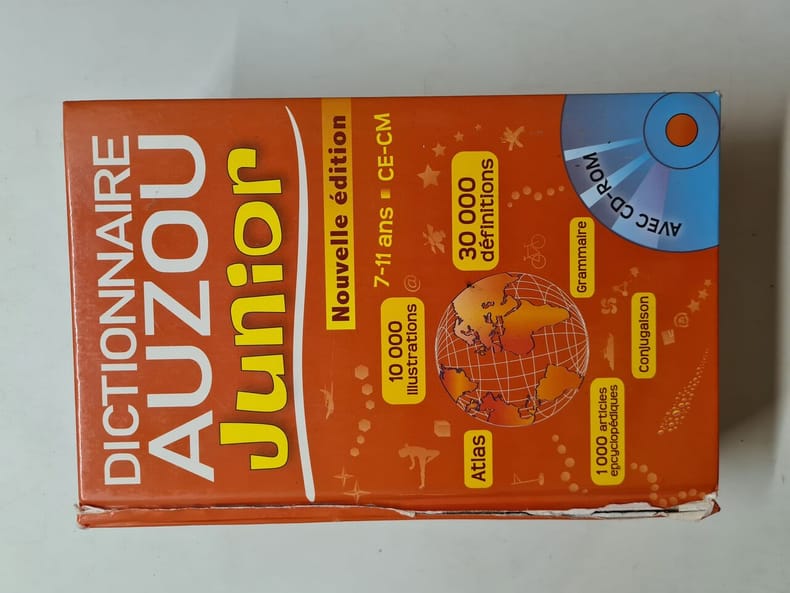 DICTIONNAIRE
AUZOU
Junior
Nouvelle édition
7-11 ans ■ CE-CM
10 000
illustrations
30 000
définitions
Atlas
Grammaire
1 000 articles
encyclopédiques
Conjugaison
AVEC CD-ROM
@